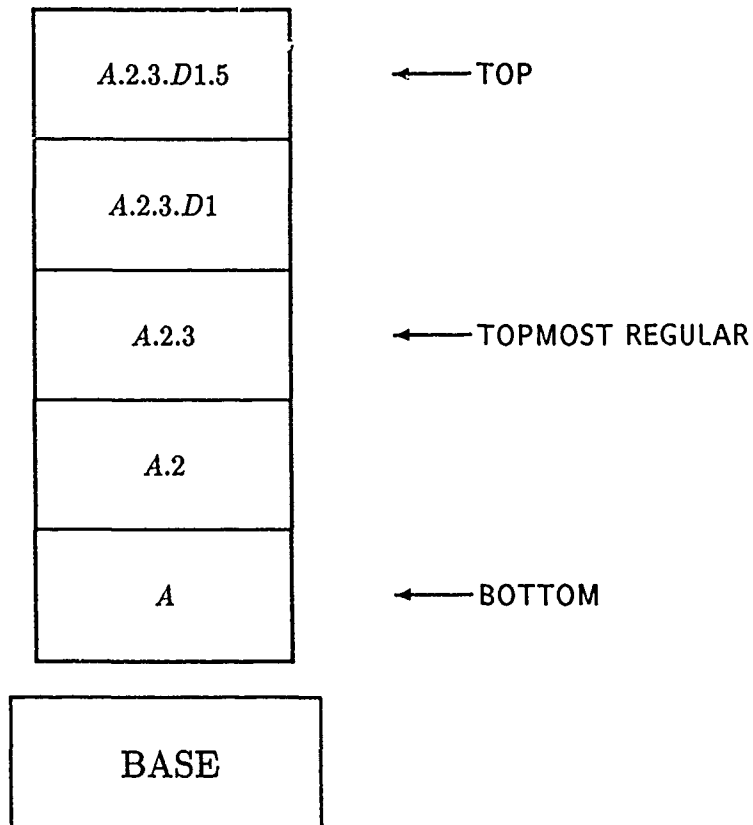 A.2.3.D1.5 TOP
A.2.3.D1
A.2.3 TOPMOST REGULAR
A.2
A BOTTOM
BASE